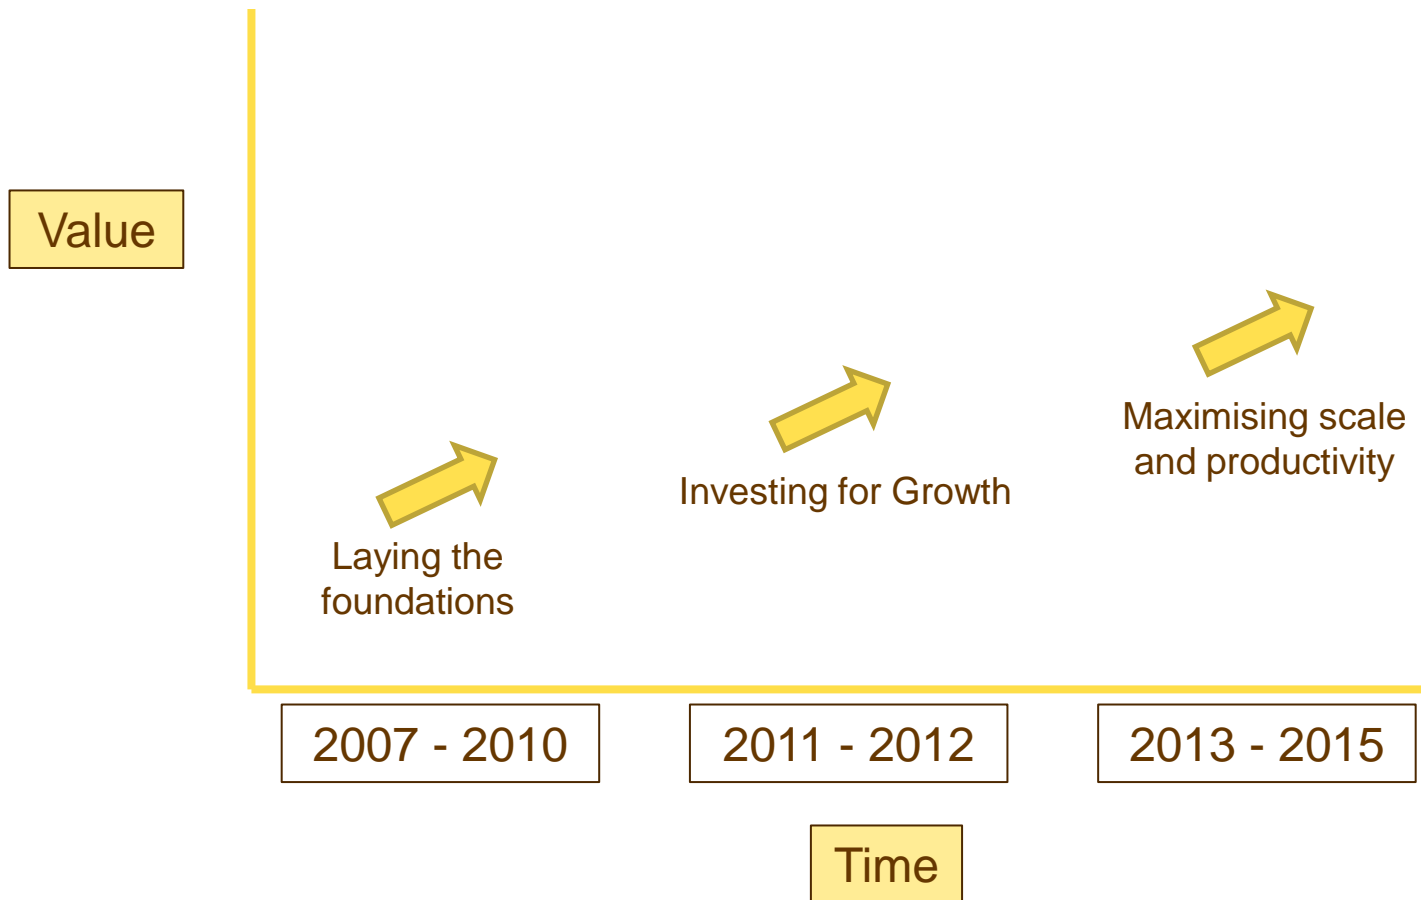 Value
Maximising scale
and productivity
Investing for Growth
Laying the
foundations
2007 - 2010
2011 - 2012
2013 - 2015
Time